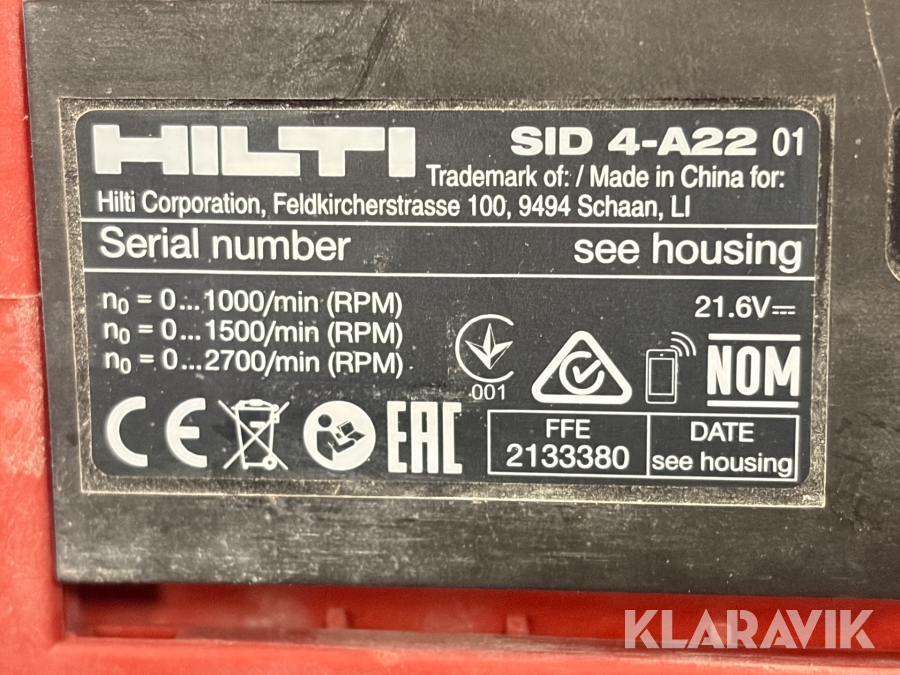 HILTI SID 4-A22 01
Trademark of: / Made in China for:
Hilti Corporation, Feldkircherstrasse 100, 9494 Schaan, LI
Serial number see housing
n₀ = 0...1000/min (RPM) 21.6V⎓
n₀ = 0...1500/min (RPM)
n₀ = 0...2700/min (RPM)
001
NOM
CE EAC
FFE DATE
2133380 see housing
KLARAVIK